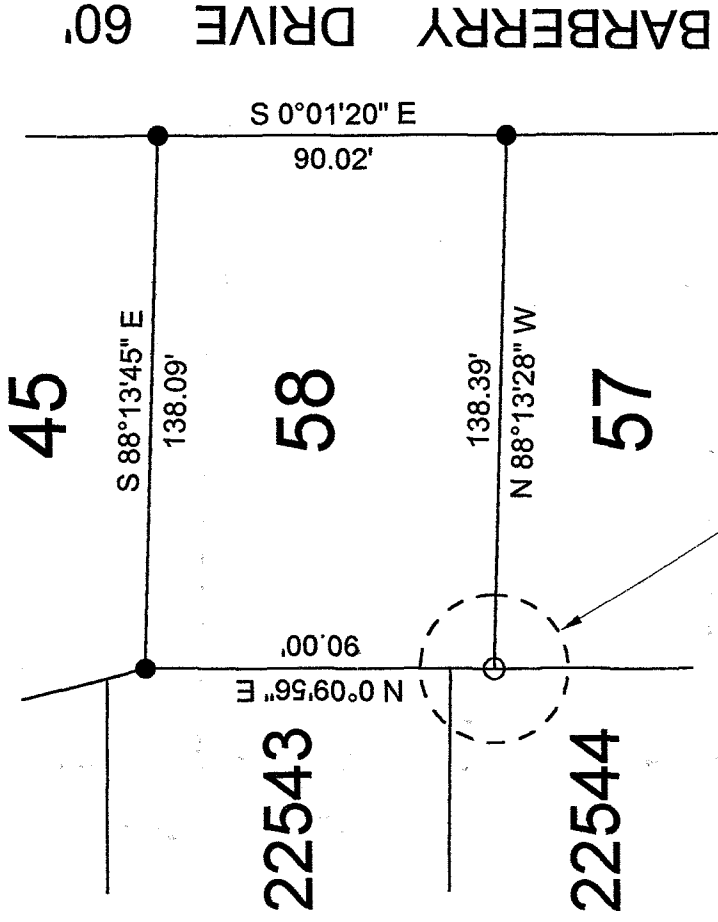 BARBERRY DRIVE 60'
S 0°01'20" E
90.02'
45
S 88°13'45" E
138.09'
58
138.39'
N 88°13'28" W
57
90.00'
N 0°09'56" E
22543
22544